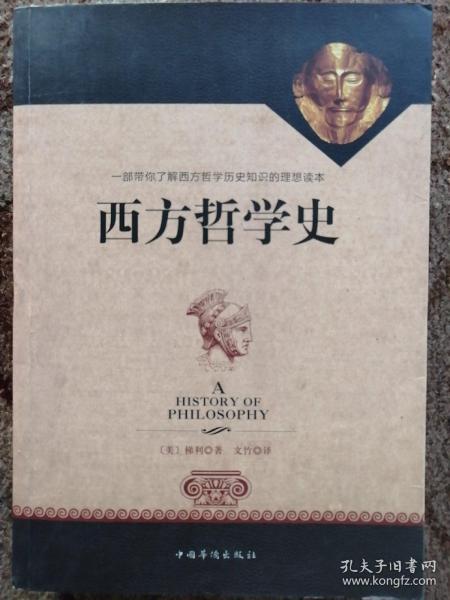 一部带你了解西方哲学历史知识的理想读本
西方哲学史
A
HISTORY OF
PHILOSOPHY
〔美〕梯利◎著 文竹◎译
中国华侨出版社
孔夫子旧书网
www.kongfz.com